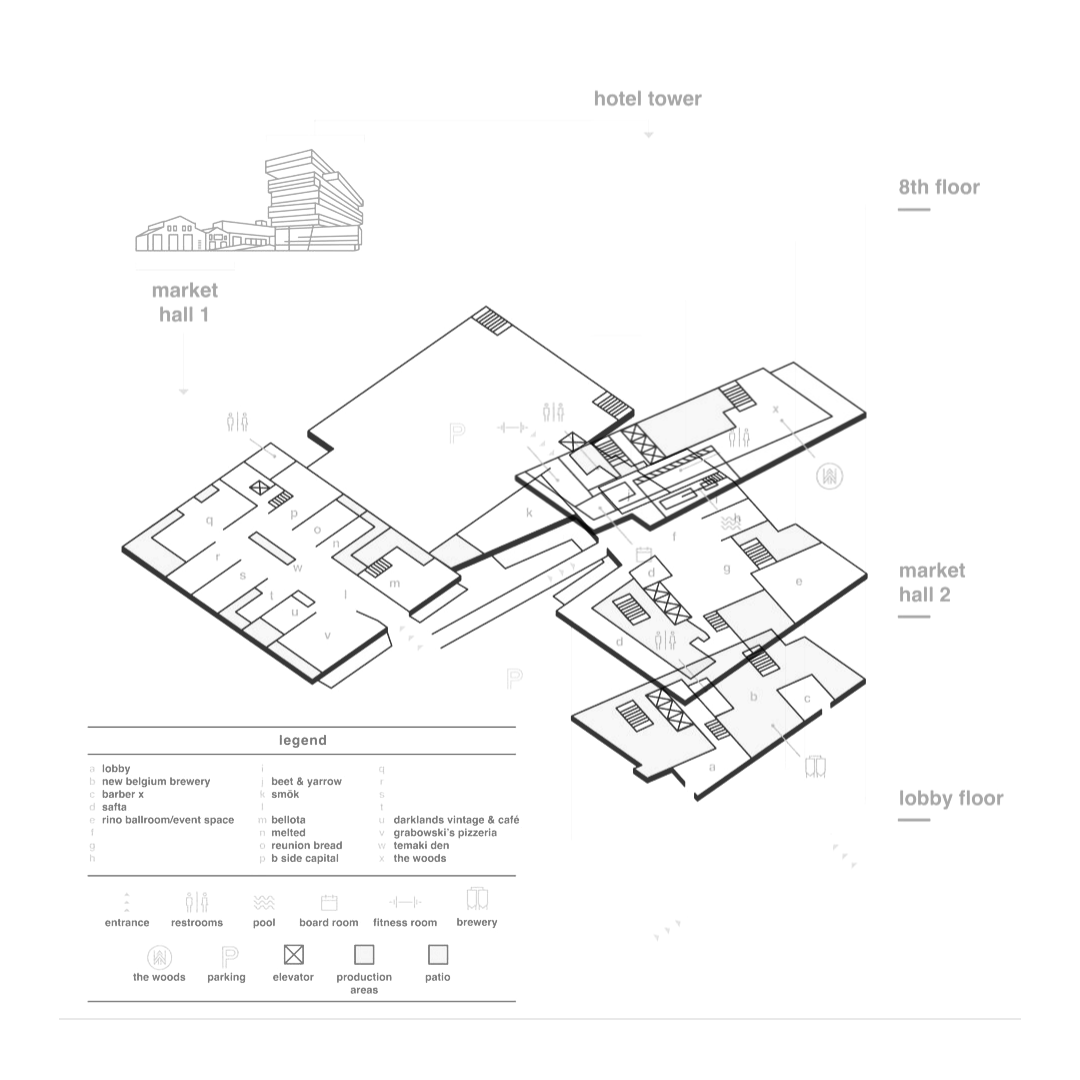 hotel tower
8th floor
market
hall 1
x
P
q
p
o
n
k
r
s
w
t
l
m
u
v
f
h
g
d
e
d
market
hall 2
P
b
c
a
lobby floor
legend
a lobby
b new belgium brewery
c barber x
d safta
e rino ballroom/event space
f
g
h
i
j beet & yarrow
k smök
l
m bellota
n melted
o reunion bread
p b side capital
q
r
s
t
u darklands vintage & café
v grabowski's pizzeria
w temaki den
x the woods
entrance
restrooms
pool
board room
fitness room
brewery
P
the woods
parking
elevator
production
areas
patio